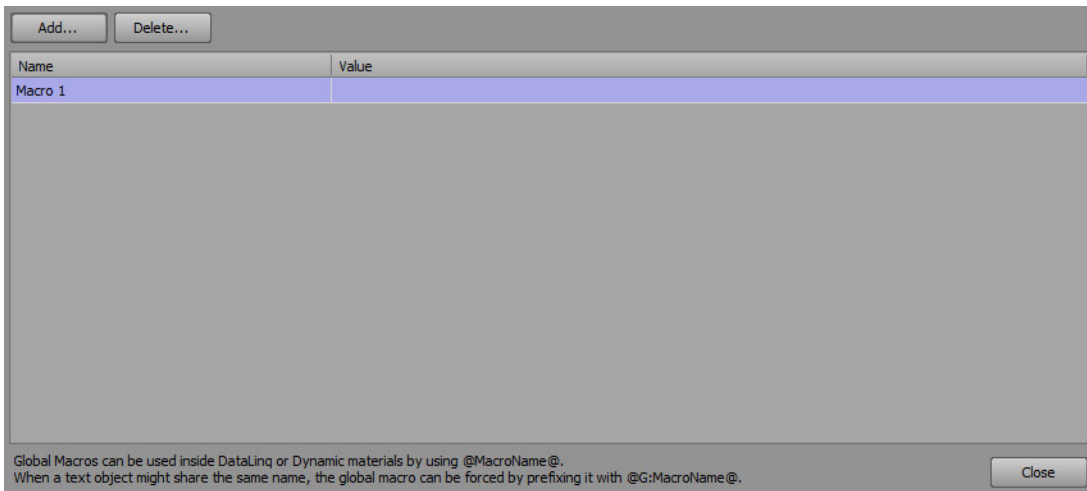 Add... Delete...
Name Value
Macro 1
Global Macros can be used inside DataLinq or Dynamic materials by using @MacroName@.
When a text object might share the same name, the global macro can be forced by prefixing it with @G:MacroName@.
Close